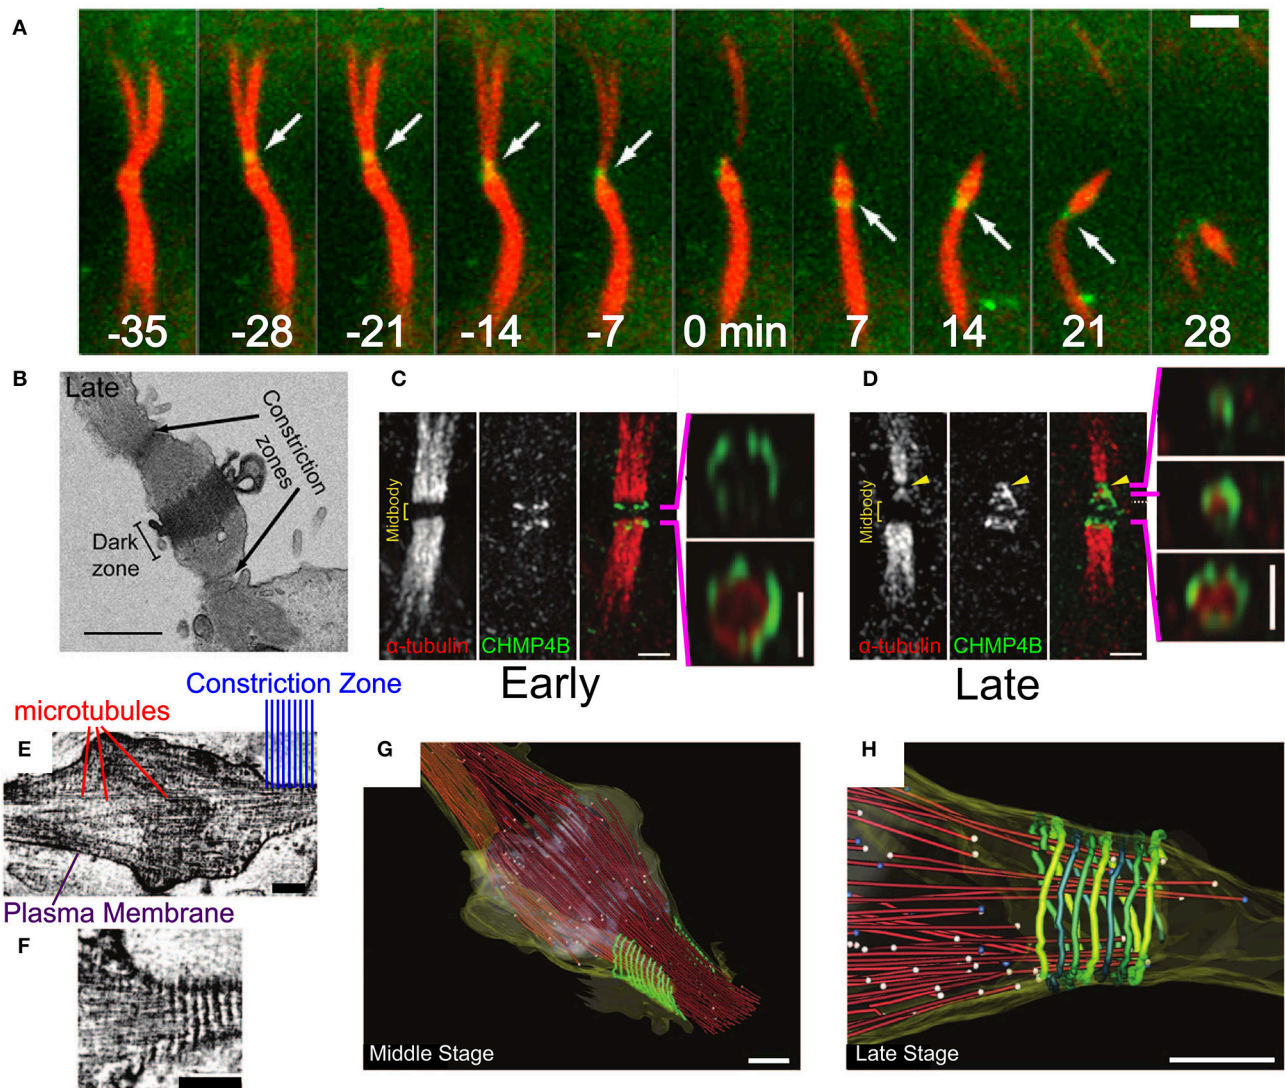 A
-35 -28 -21 -14 -7 0 min 7 14 21 28
B
Late
Constriction
zones
Dark
zone
C
Midbody
α-tubulin CHMP4B
Early
D
Midbody
α-tubulin CHMP4B
Late
Constriction Zone
microtubules
E
Plasma Membrane
F
G
Middle Stage
H
Late Stage